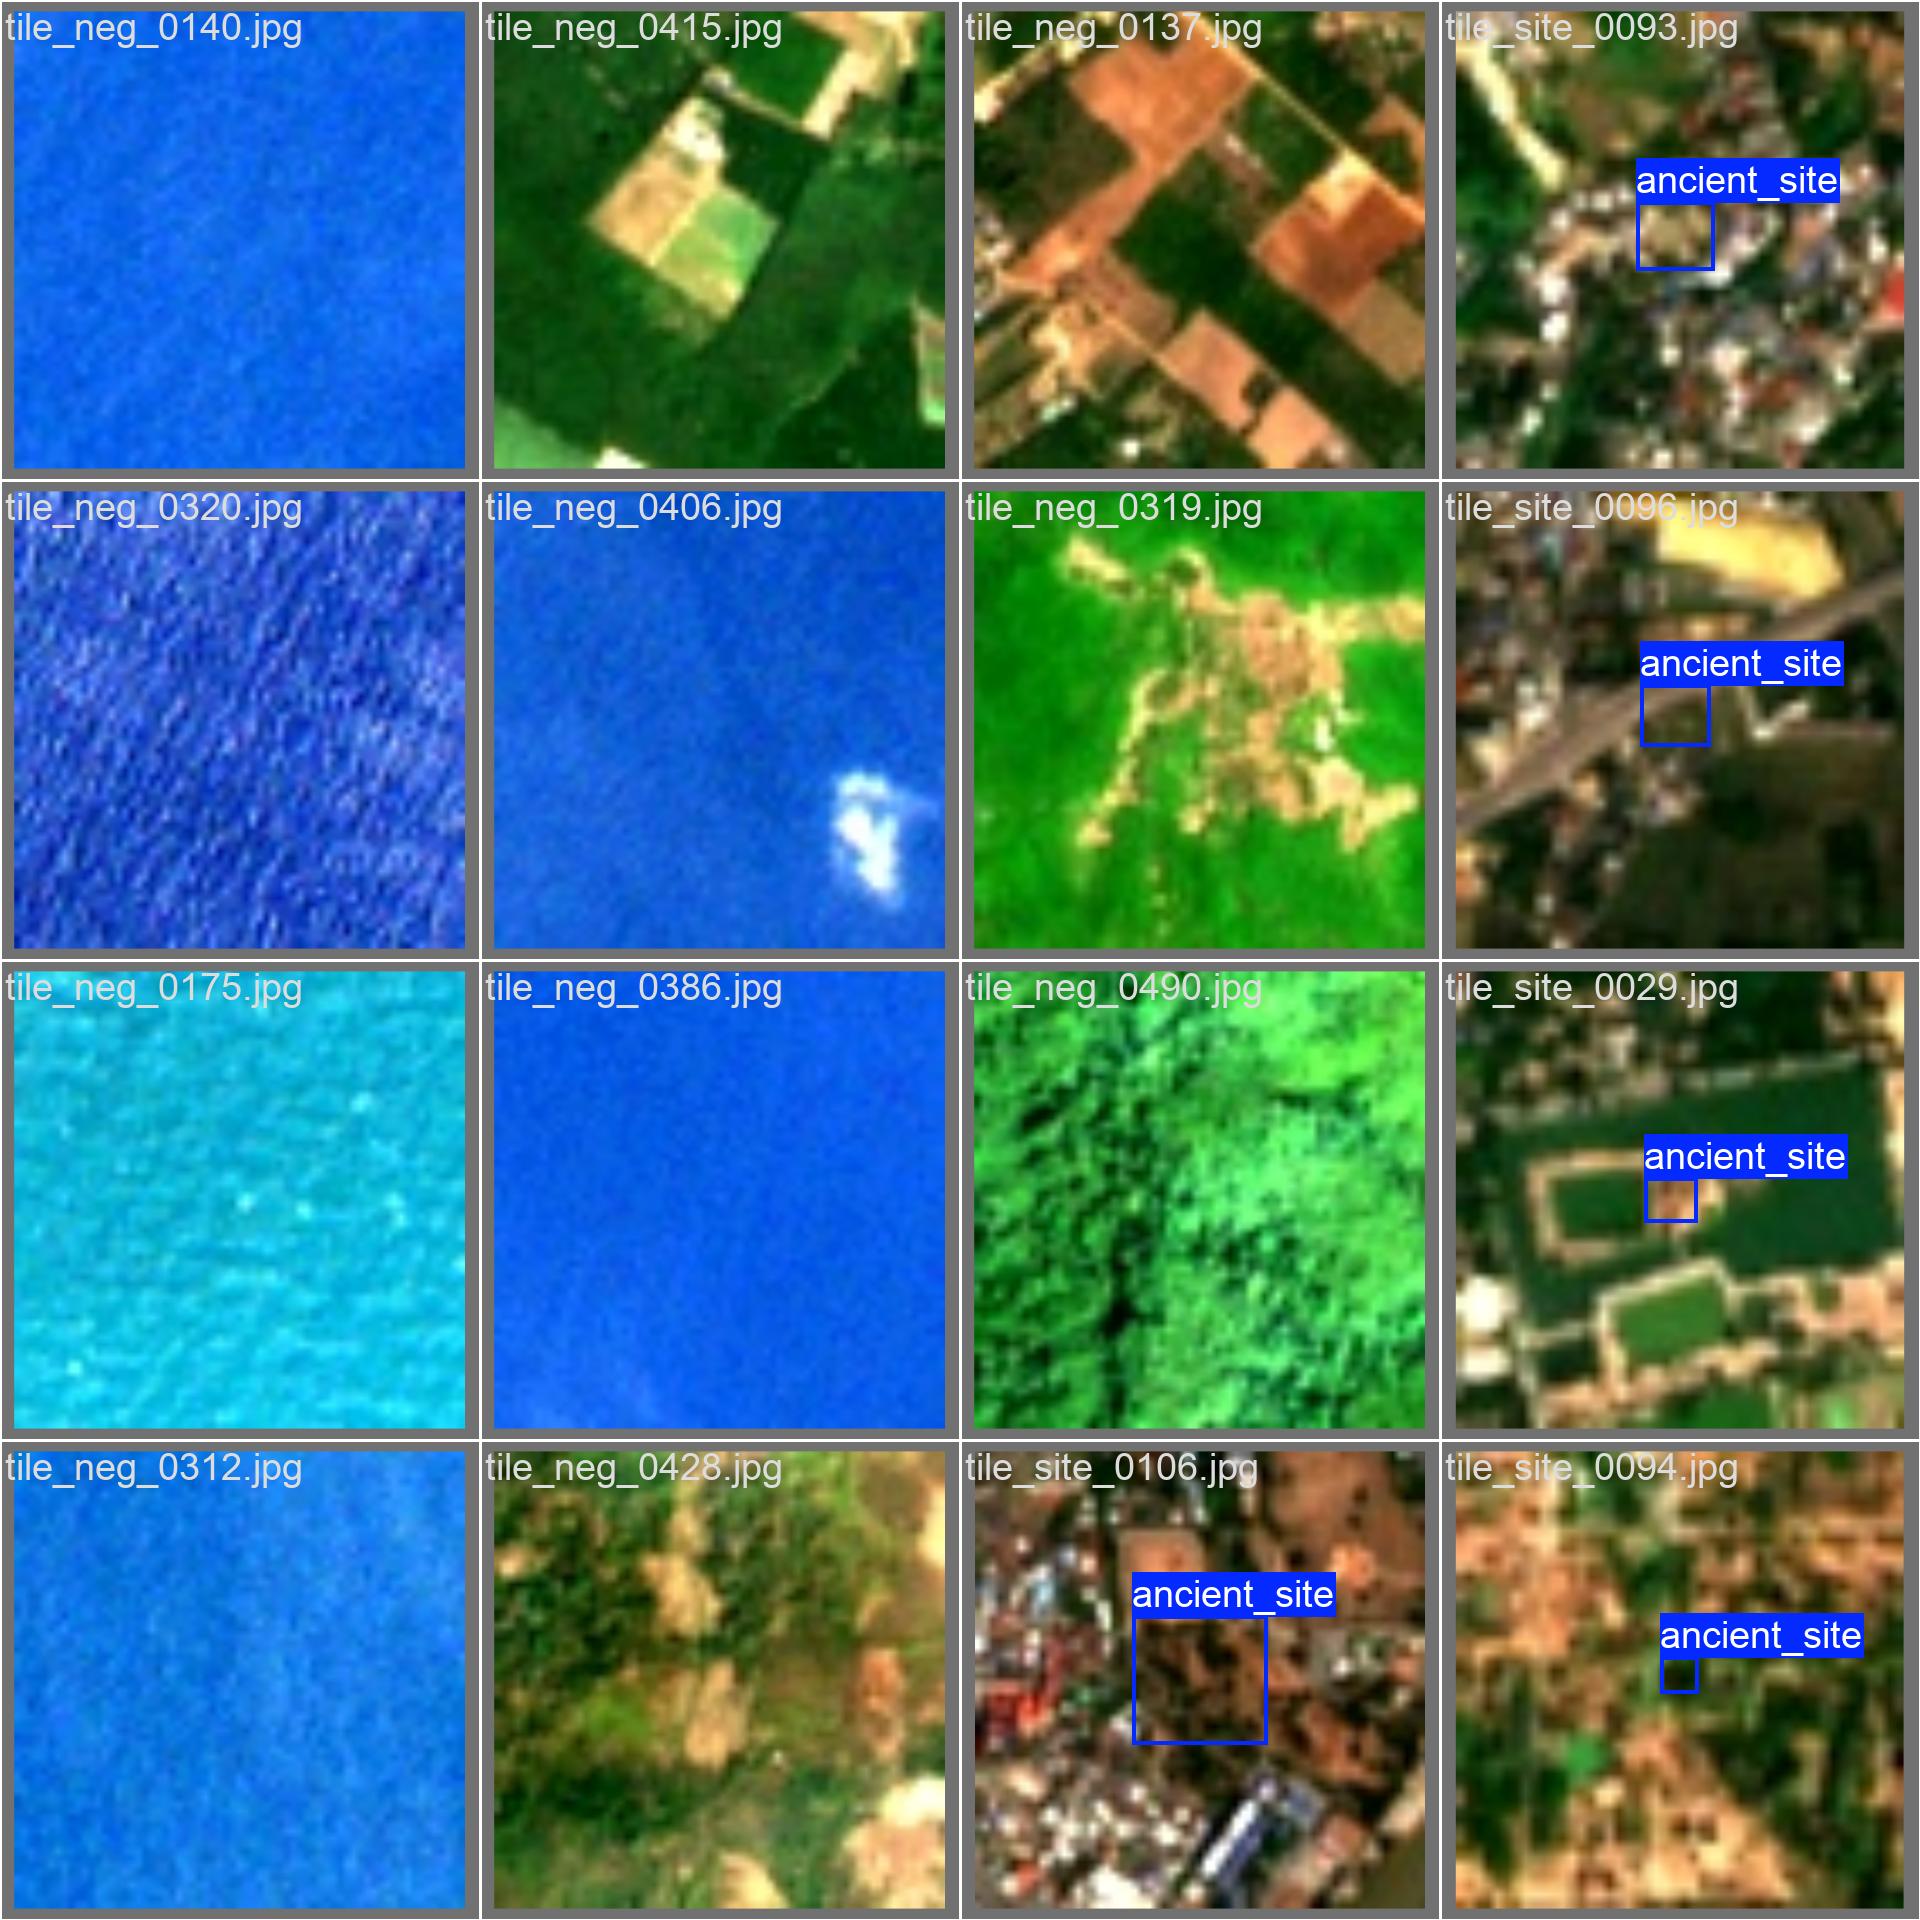 tile_neg_0140.jpg
tile_neg_0415.jpg
tile_neg_0137.jpg
tile_site_0093.jpg
ancient_site
tile_neg_0320.jpg
tile_neg_0406.jpg
tile_neg_0319.jpg
tile_site_0096.jpg
ancient_site
tile_neg_0175.jpg
tile_neg_0386.jpg
tile_neg_0490.jpg
tile_site_0029.jpg
ancient_site
tile_neg_0312.jpg
tile_neg_0428.jpg
tile_site_0106.jpg
ancient_site
tile_site_0094.jpg
ancient_site